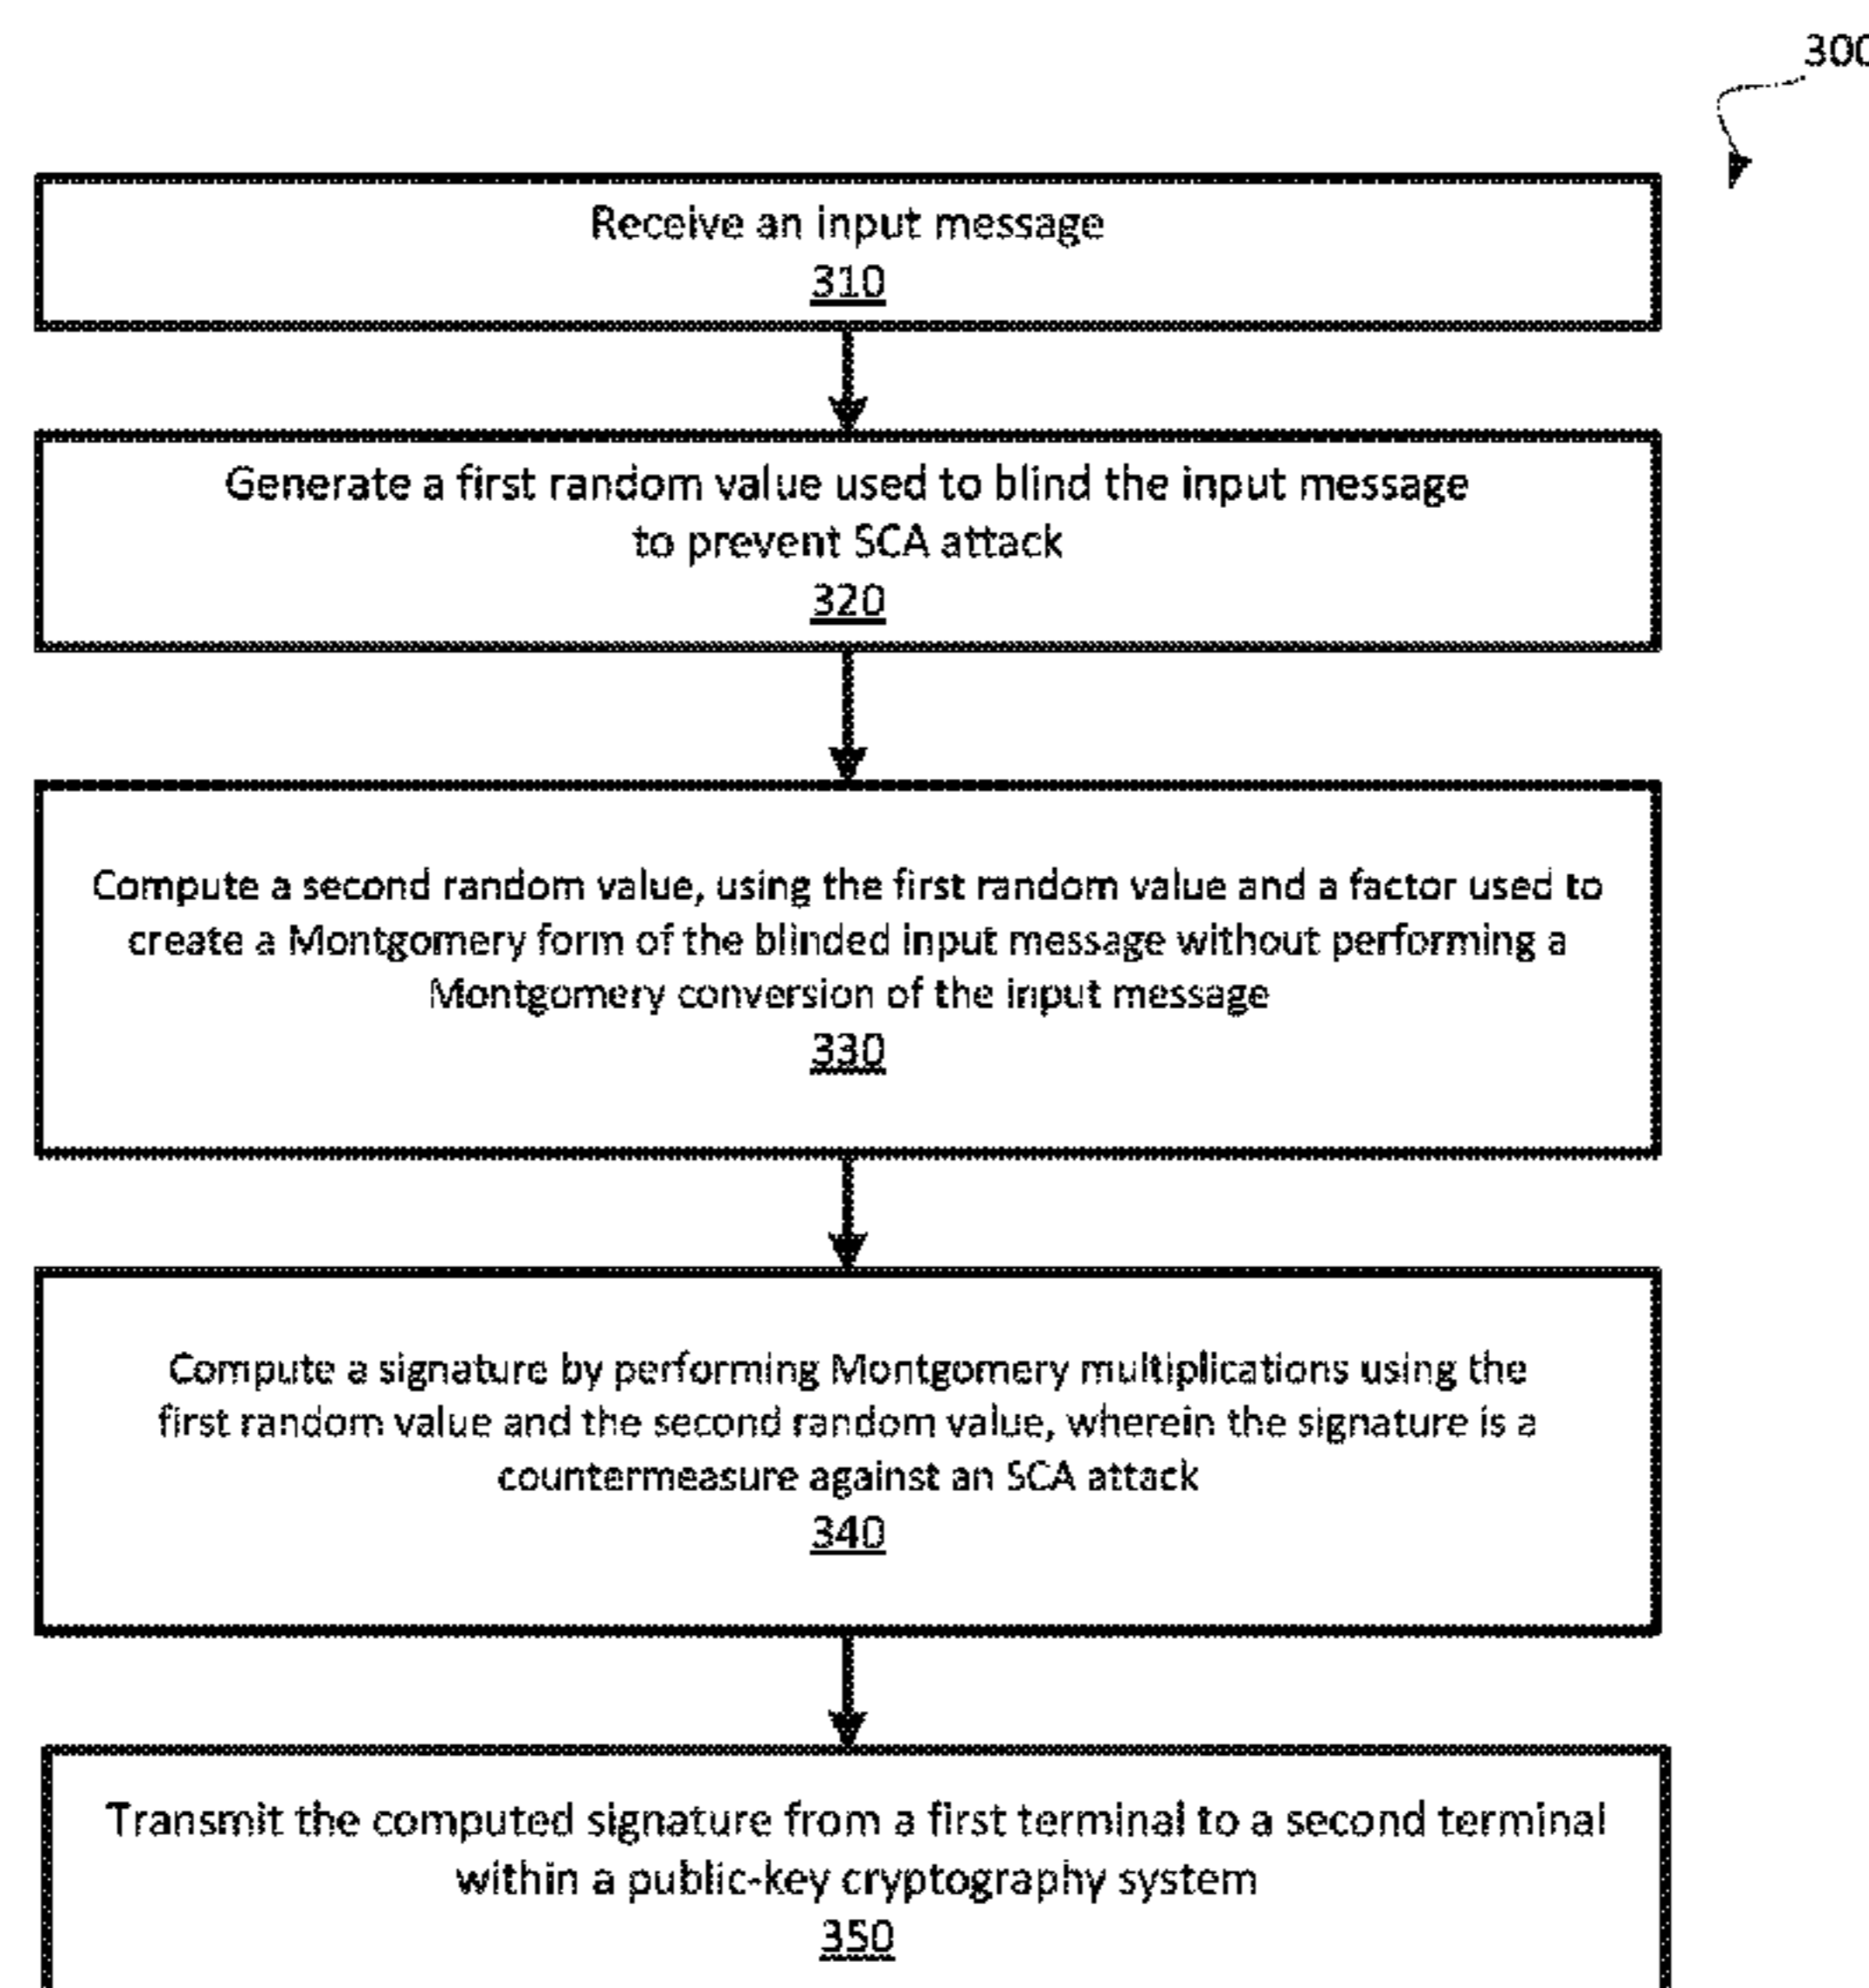 300
Receive an input message
310
Generate a first random value used to blind the input message
to prevent SCA attack
320
Compute a second random value, using the first random value and a factor used to
create a Montgomery form of the blinded input message without performing a
Montgomery conversion of the input message
330
Compute a signature by performing Montgomery multiplications using the
first random value and the second random value, wherein the signature is a
countermeasure against an SCA attack
340
Transmit the computed signature from a first terminal to a second terminal
within a public-key cryptography system
350